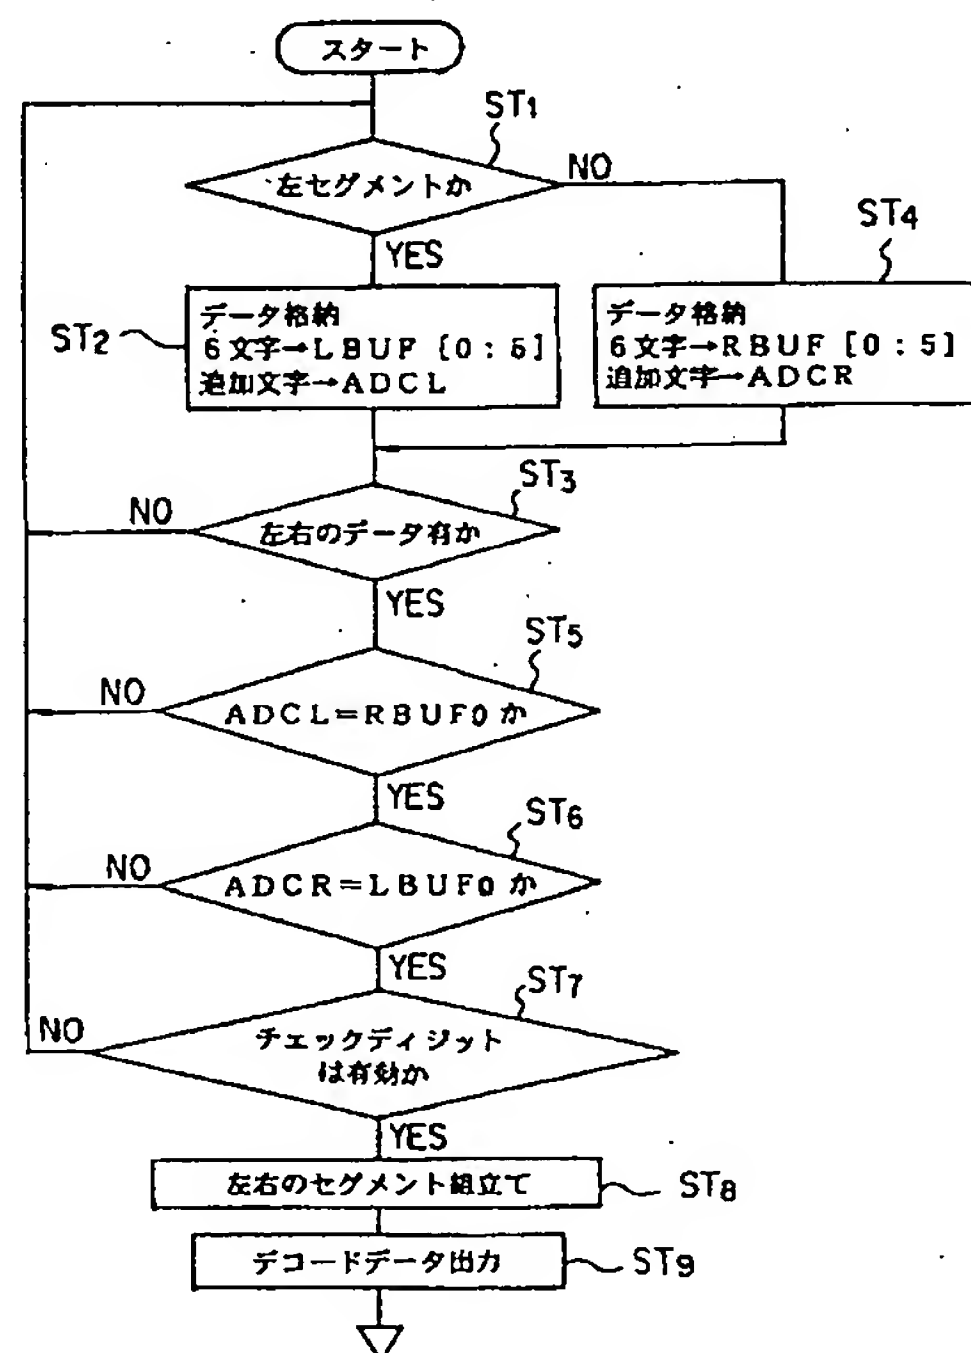 スタート
ST1
左セグメントか
NO
YES
ST4
ST2
データ格納
6文字→LBUF [0:5]
追加文字→ADCL
データ格納
6文字→RBUF [0:5]
追加文字→ADCR
ST3
NO
左右のデータ有か
YES
ST5
NO
ADCL=RBUF0か
YES
ST6
NO
ADCR=LBUF0か
YES
ST7
NO
チェックディジット
は有効か
YES
左右のセグメント組立て
ST8
デコードデータ出力
ST9